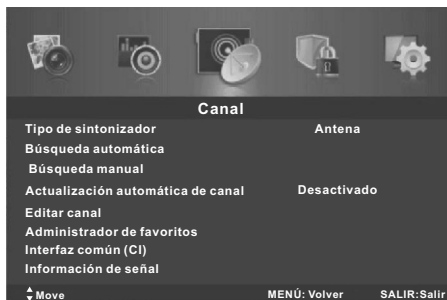 Canal
Tipo de sintonizador Antena
Búsqueda automática
Búsqueda manual
Actualización automática de canal Desactivado
Editar canal
Administrador de favoritos
Interfaz común (CI)
Información de señal
Move MENÚ: Volver SALIR:Salir